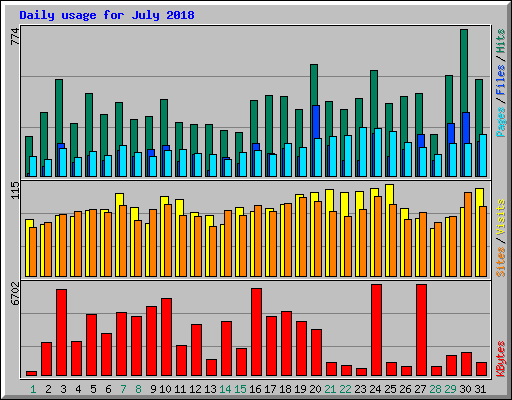 Daily usage for July 2018
774
Pages / Files / Hits
115
Sites / Visits
6702
KBytes
1 2 3 4 5 6 7 8 9 10 11 12 13 14 15 16 17 18 19 20 21 22 23 24 25 26 27 28 29 30 31